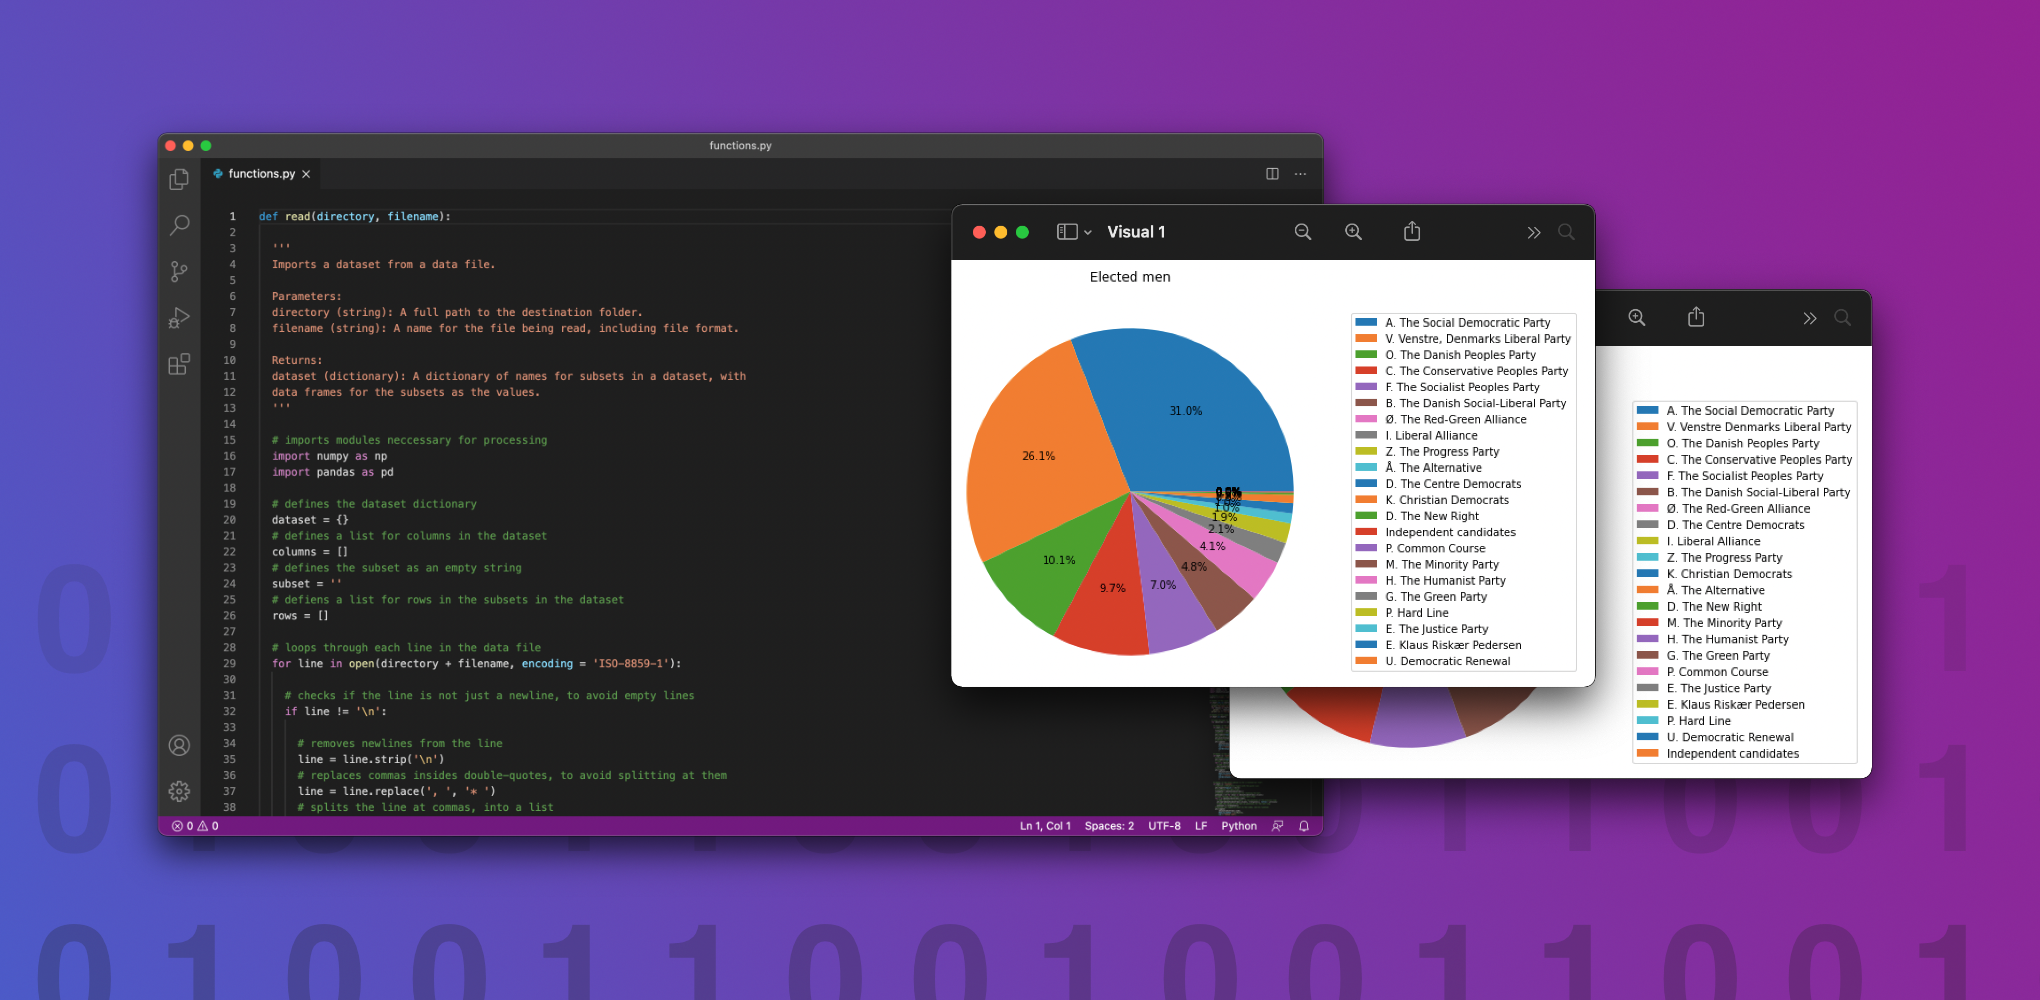 functions.py
functions.py
1 def read(directory, filename):
2
3 '''
4 Imports a dataset from a data file.
5
6 Parameters:
7 directory (string): A full path to the destination folder.
8 filename (string): A name for the file being read, including file format.
9
10 Returns:
11 dataset (dictionary): A dictionary of names for subsets in a dataset, with
12 data frames for the subsets as the values.
13 '''
14
15 # imports modules neccessary for processing
16 import numpy as np
17 import pandas as pd
18
19 # defines the dataset dictionary
20 dataset = {}
21 # defines a list for columns in the dataset
22 columns = []
23 # defines the subset as an empty string
24 subset = ''
25 # defiens a list for rows in the subsets in the dataset
26 rows = []
27
28 # loops through each line in the data file
29 for line in open(directory + filename, encoding = 'ISO-8859-1'):
30
31 # checks if the line is not just a newline, to avoid empty lines
32 if line != '\n':
33
34 # removes newlines from the line
35 line = line.strip('\n')
36 # replaces commas insides double-quotes, to avoid splitting at them
37 line = line.replace(', ', '* ')
38 # splits the line at commas, into a list
0 0
Ln 1, Col 1 Spaces: 2 UTF-8 LF Python
Visual 1
Elected men
31.0%
26.1%
10.1%
9.7%
7.0%
4.8%
4.1%
2.1%
1.9%
1.0%
A. The Social Democratic Party
V. Venstre, Denmarks Liberal Party
O. The Danish Peoples Party
C. The Conservative Peoples Party
F. The Socialist Peoples Party
B. The Danish Social-Liberal Party
Ø. The Red-Green Alliance
I. Liberal Alliance
Z. The Progress Party
Å. The Alternative
D. The Centre Democrats
K. Christian Democrats
D. The New Right
Independent candidates
P. Common Course
M. The Minority Party
H. The Humanist Party
G. The Green Party
P. Hard Line
E. The Justice Party
E. Klaus Riskær Pedersen
U. Democratic Renewal
A. The Social Democratic Party
V. Venstre Denmarks Liberal Party
O. The Danish Peoples Party
C. The Conservative Peoples Party
F. The Socialist Peoples Party
B. The Danish Social-Liberal Party
Ø. The Red-Green Alliance
D. The Centre Democrats
I. Liberal Alliance
Z. The Progress Party
K. Christian Democrats
Å. The Alternative
D. The New Right
M. The Minority Party
H. The Humanist Party
G. The Green Party
P. Common Course
E. The Justice Party
E. Klaus Riskær Pedersen
P. Hard Line
U. Democratic Renewal
Independent candidates
0 1
0 1 0 0 1 1 0 0 1 0 0 1 1 0 0 1